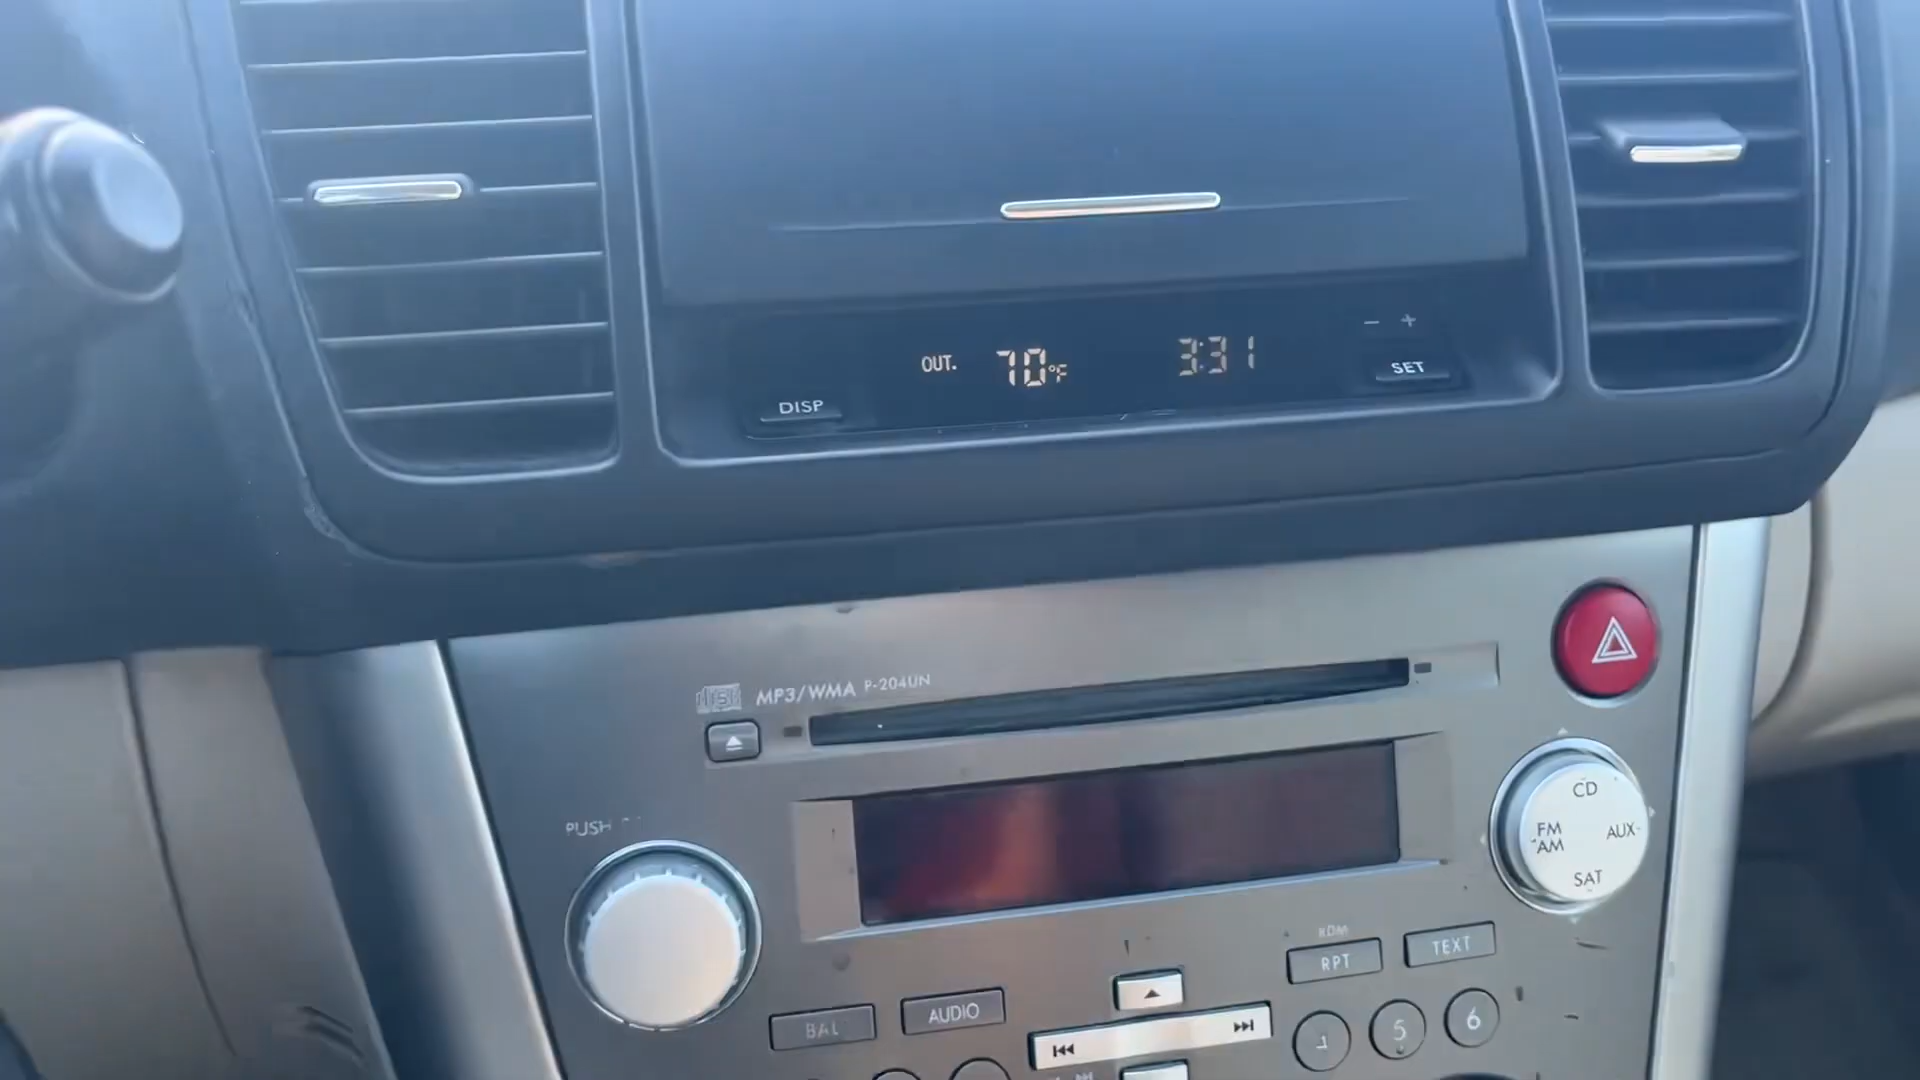 - +
OUT. 70°F 3:31
SET
DISP
disc MP3/WMA P-204UN
CD
FM AUX
AM
SAT
PUSH
RDM
RPT TEXT
BAL AUDIO
5 6